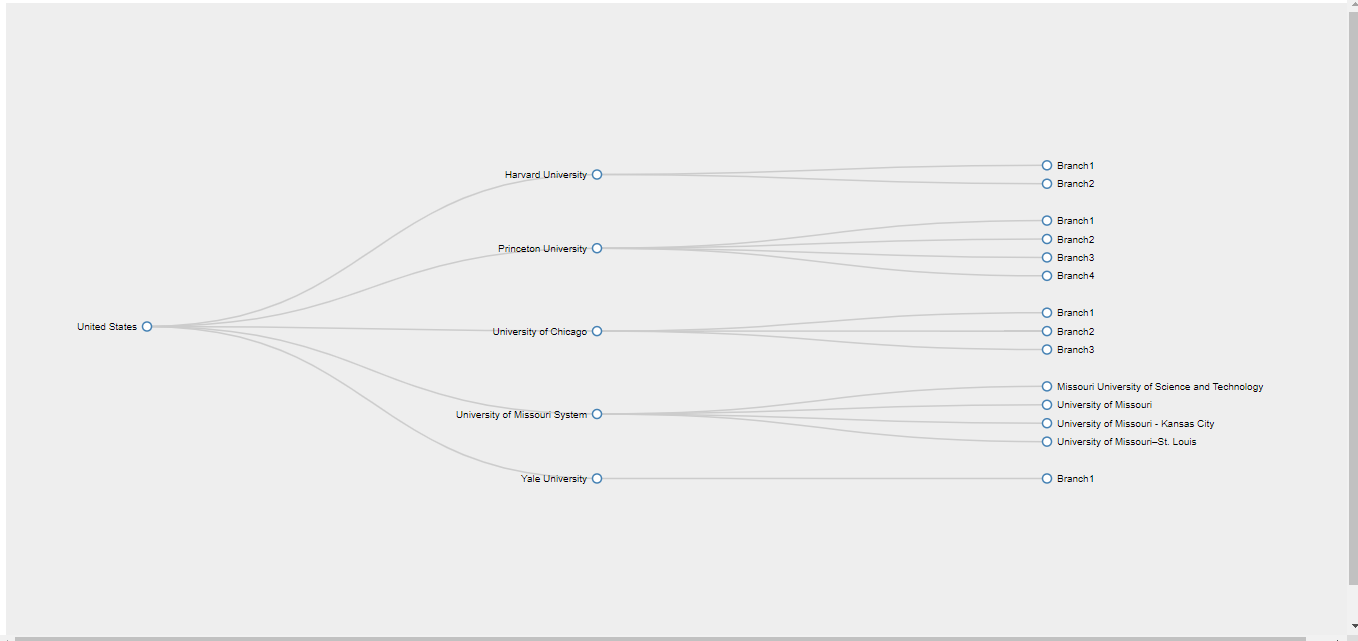 United States
Harvard University
Princeton University
University of Chicago
University of Missouri System
Yale University
Branch1
Branch2
Branch1
Branch2
Branch3
Branch4
Branch1
Branch2
Branch3
Missouri University of Science and Technology
University of Missouri
University of Missouri - Kansas City
University of Missouri–St. Louis
Branch1